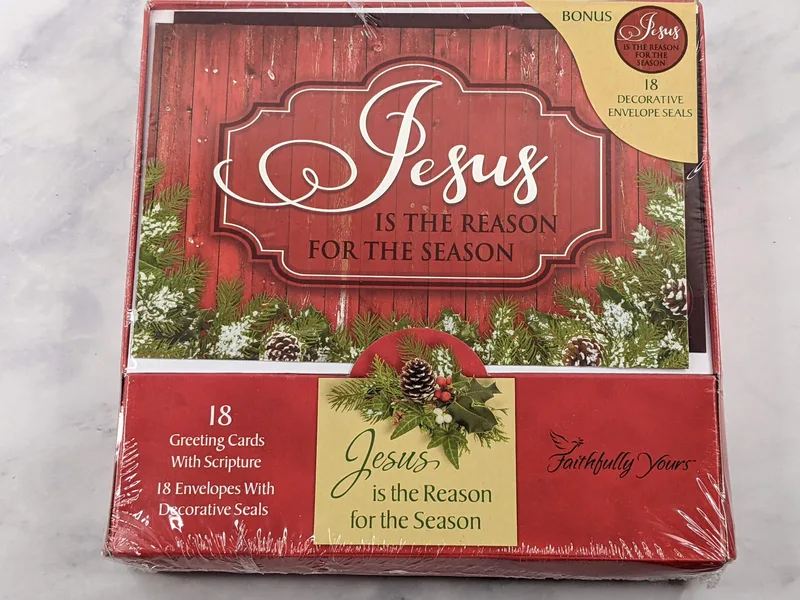 BONUS
Jesus
IS THE REASON
FOR THE
SEASON
18
DECORATIVE
ENVELOPE SEALS
Jesus
IS THE REASON
FOR THE SEASON
18
Greeting Cards
With Scripture
18 Envelopes With
Decorative Seals
Jesus
is the Reason
for the Season
Faithfully Yours